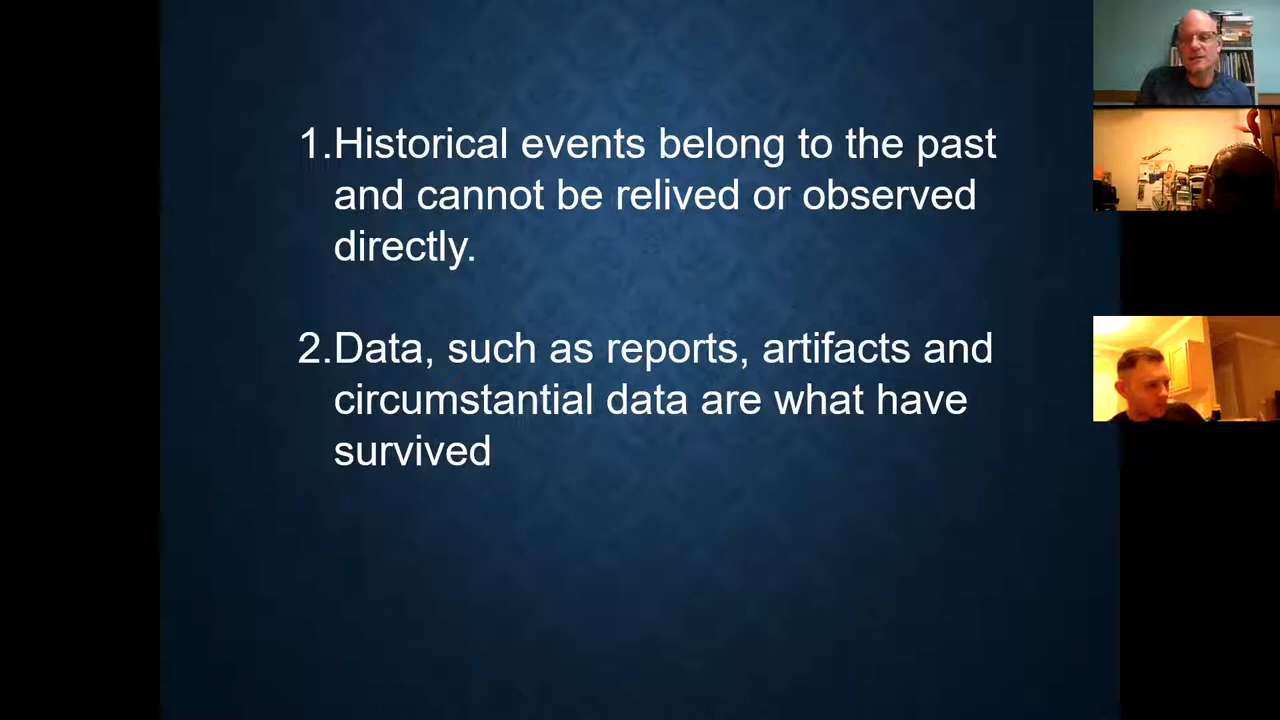 1.Historical events belong to the past
and cannot be relived or observed
directly.
2.Data, such as reports, artifacts and
circumstantial data are what have
survived